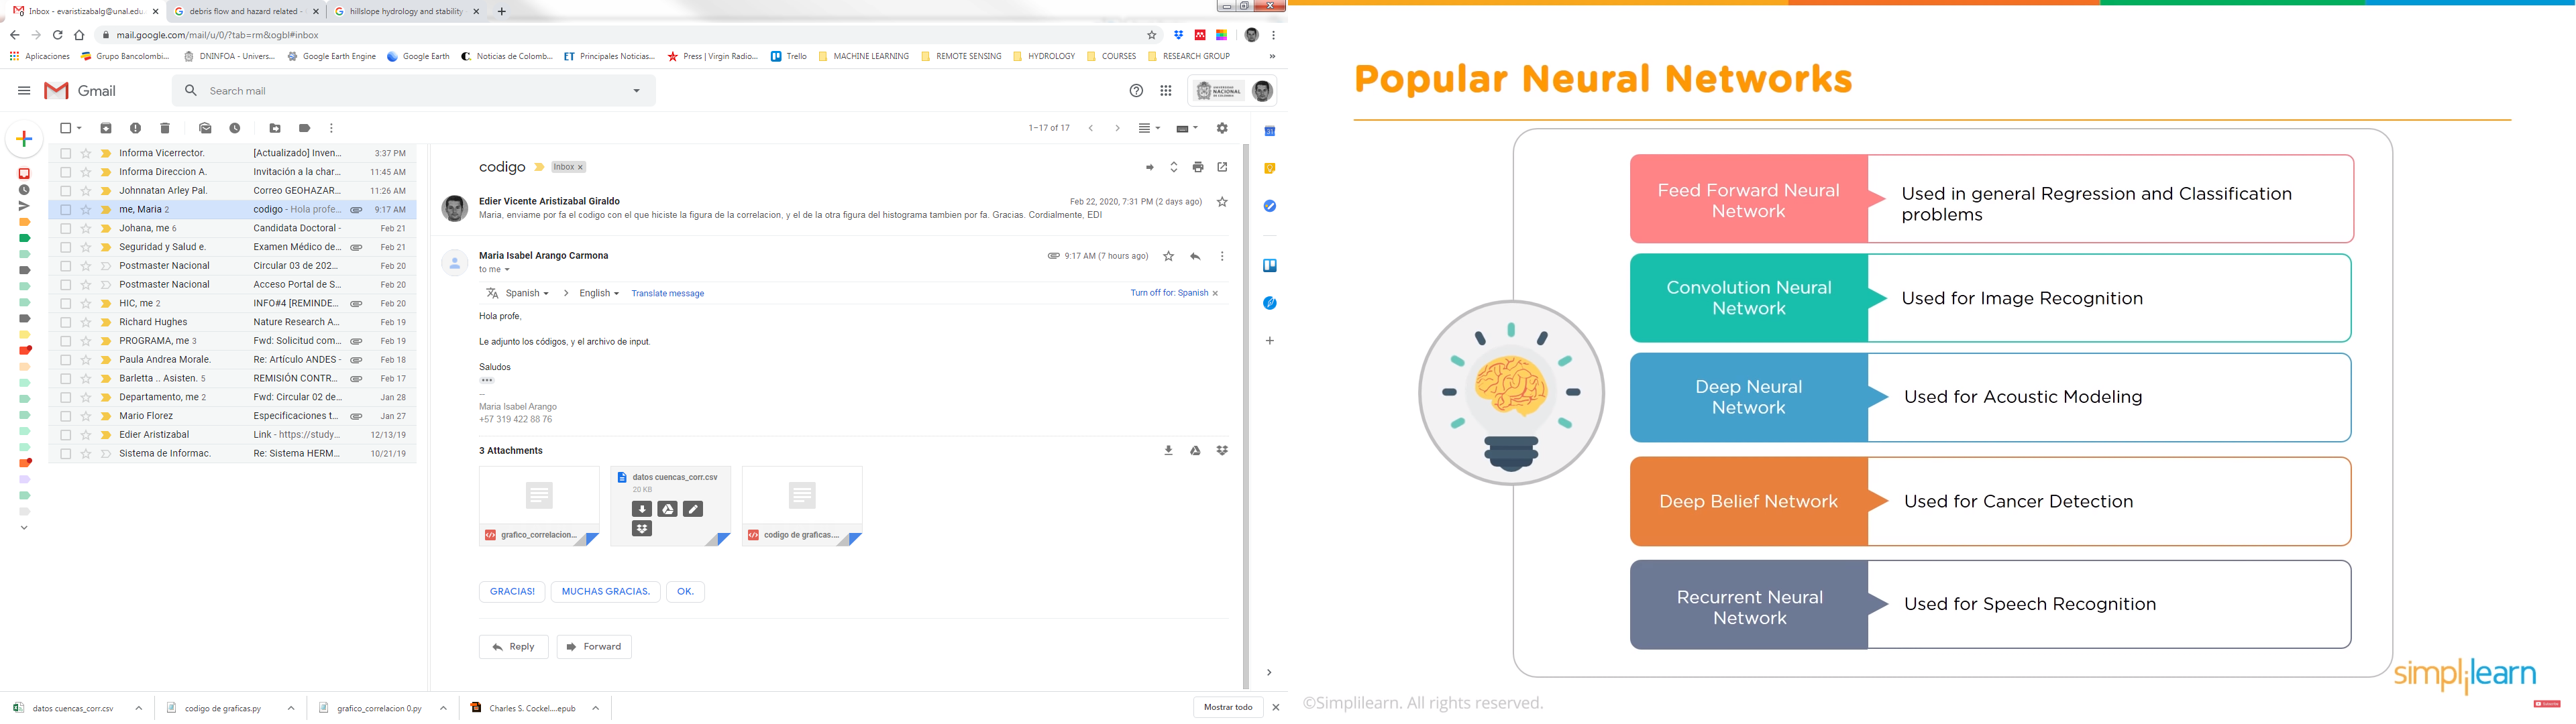 Inbox - evaristizabalg@unal.edu.
debris flow and hazard related -
hillslope hydrology and stability
mail.google.com/mail/u/0/?tab=rm&ogbl#inbox
Aplicaciones
Grupo Bancolombi...
DNINFOA - Univers...
Google Earth Engine
Google Earth
Noticias de Colomb...
Principales Noticias...
Press | Virgin Radio...
Trello
MACHINE LEARNING
REMOTE SENSING
HYDROLOGY
COURSES
RESEARCH GROUP
Gmail
Search mail
UNIVERSIDAD NACIONAL DE COLOMBIA
1–17 of 17
Informa Vicerrector. [Actualizado] Inven... 3:37 PM
Informa Direccion A. Invitación a la char... 11:45 AM
Johnnatan Arley Pal. Correo GEOHAZAR... 11:26 AM
me, Maria 2 codigo - Hola profe... 9:17 AM
Johana, me 6 Candidata Doctoral - Feb 21
Seguridad y Salud e. Examen Médico de... Feb 21
Postmaster Nacional Circular 03 de 202... Feb 20
Postmaster Nacional Acceso Portal de S... Feb 20
HIC, me 2 INFO#4 [REMINDE... Feb 20
Richard Hughes Nature Research A... Feb 19
PROGRAMA, me 3 Fwd: Solicitud com... Feb 19
Paula Andrea Morale. Re: Artículo ANDES - Feb 18
Barletta .. Asisten. 5 REMISIÓN CONTR... Feb 17
Departamento, me 2 Fwd: Circular 02 de... Jan 28
Mario Florez Especificaciones t... Jan 27
Edier Aristizabal Link - https://study... 12/13/19
Sistema de Informac. Re: Sistema HERM... 10/21/19
codigo Inbox
Edier Vicente Aristizabal Giraldo Feb 22, 2020, 7:31 PM (2 days ago)
Maria, enviame por fa el codigo con el que hiciste la figura de la correlacion, y el de la otra figura del histograma tambien por fa. Gracias. Cordialmente, EDI
Maria Isabel Arango Carmona 9:17 AM (7 hours ago)
to me
Spanish English Translate message Turn off for: Spanish
Hola profe,
Le adjunto los códigos, y el archivo de input.
Saludos
--
Maria Isabel Arango
+57 319 422 88 76
3 Attachments
datos cuencas_corr.csv
20 KB
grafico_correlacion...
codigo de graficas....
GRACIAS! MUCHAS GRACIAS. OK.
Reply Forward
datos cuencas_corr.csv
codigo de graficas.py
grafico_correlacion 0.py
Charles S. Cockel....epub
Mostrar todo
Popular Neural Networks
Feed Forward Neural
Network
Used in general Regression and Classification
problems
Convolution Neural
Network
Used for Image Recognition
Deep Neural
Network
Used for Acoustic Modeling
Deep Belief Network
Used for Cancer Detection
Recurrent Neural
Network
Used for Speech Recognition
simplilearn
©Simplilearn. All rights reserved.